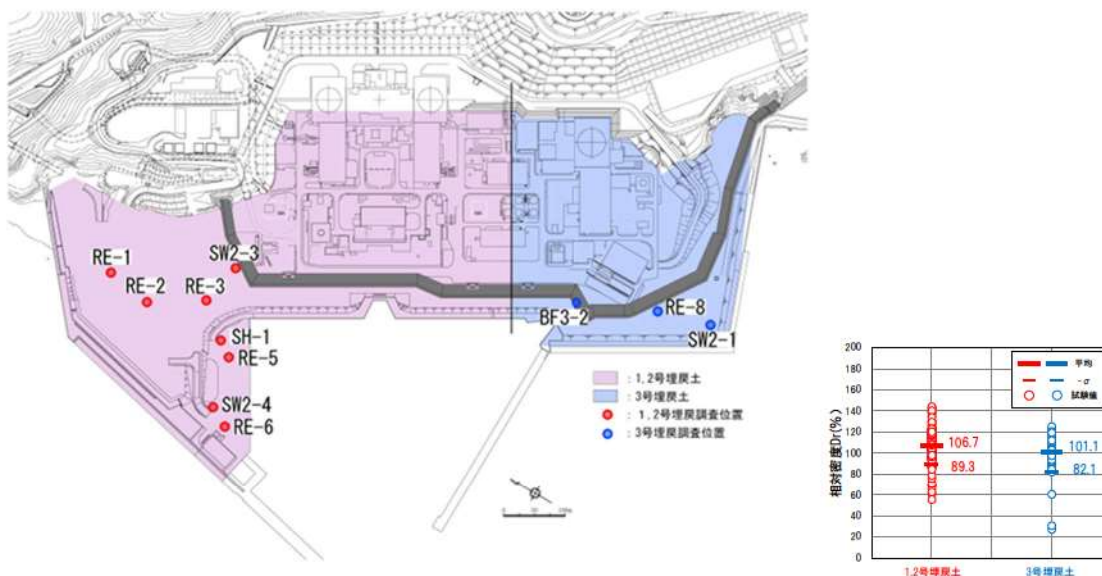 RE-1
RE-2
RE-3
SW2-3
SH-1
RE-5
SW2-4
RE-6
BF3-2
RE-8
SW2-1
：1,2号埋戻土
：3号埋戻土
：1,2号埋戻調査位置
：3号埋戻調査位置
相対密度Dr(%)
200
180
160
140
120
100
80
60
40
20
0
平均
-σ
試験値
106.7
89.3
101.1
82.1
1,2号埋戻土
3号埋戻土